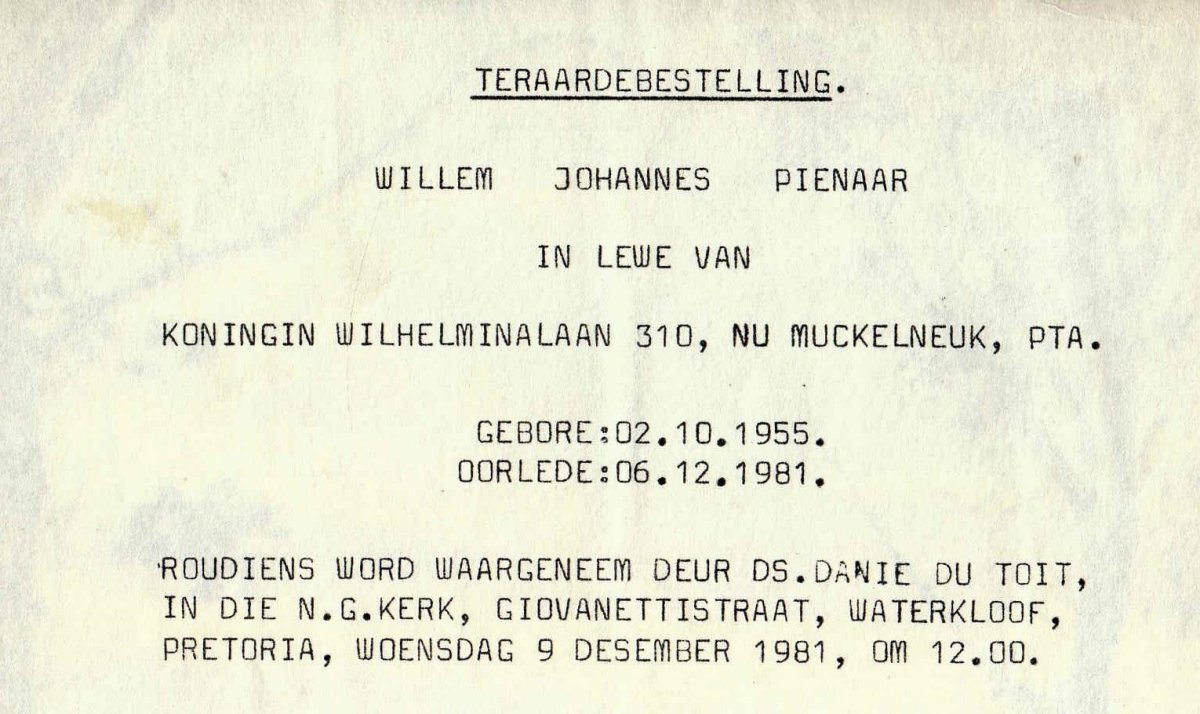 TERAARDEBESTELLING.
WILLEM JOHANNES PIENAAR
IN LEWE VAN
KONINGIN WILHELMINALAAN 310, NU MUCKELNEUK, PTA.
GEBORE:02.10.1955.
OORLEDE:06.12.1981.
ROUDIENS WORD WAARGENEEM DEUR DS.DANIE DU TOIT,
IN DIE N.G.KERK, GIOVANETTISTRAAT, WATERKLOOF,
PRETORIA, WOENSDAG 9 DESEMBER 1981, OM 12.00.